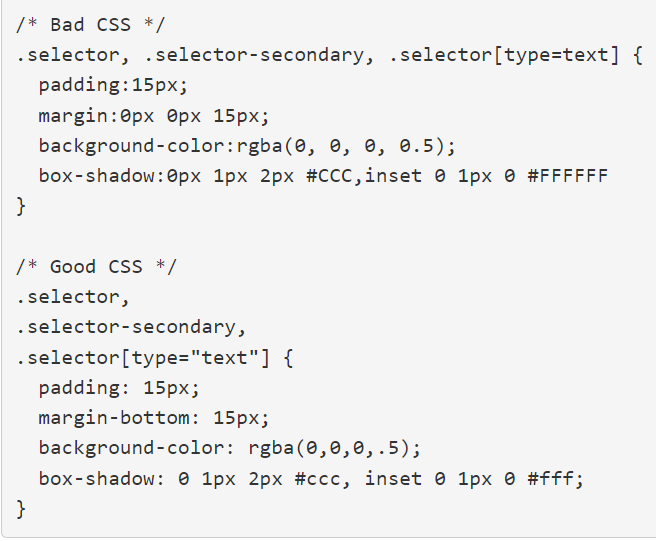 /* Bad CSS */
.selector, .selector-secondary, .selector[type=text] {
  padding:15px;
  margin:0px 0px 15px;
  background-color:rgba(0, 0, 0, 0.5);
  box-shadow:0px 1px 2px #CCC,inset 0 1px 0 #FFFFFF
}

/* Good CSS */
.selector,
.selector-secondary,
.selector[type="text"] {
  padding: 15px;
  margin-bottom: 15px;
  background-color: rgba(0,0,0,.5);
  box-shadow: 0 1px 2px #ccc, inset 0 1px 0 #fff;
}